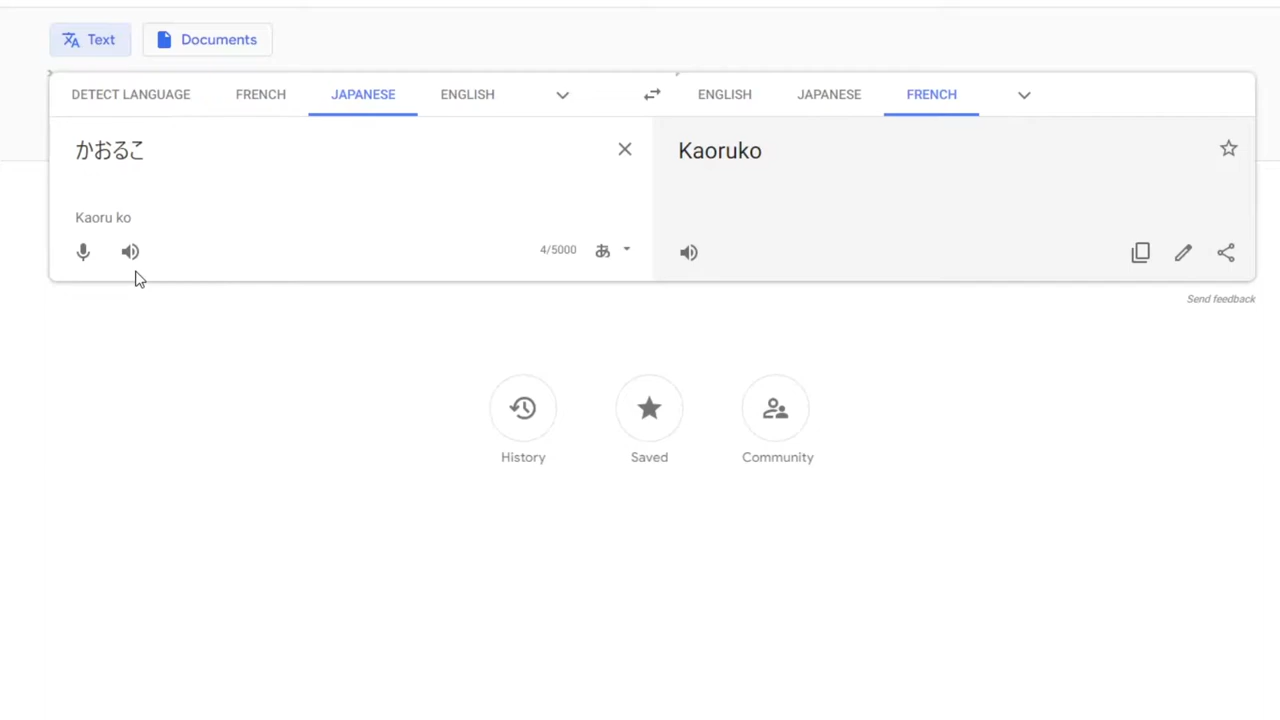 Text Documents
DETECT LANGUAGE FRENCH JAPANESE ENGLISH ENGLISH JAPANESE FRENCH
かおるこ Kaoruko
Kaoru ko
4/5000 あ
Send feedback
History Saved Community